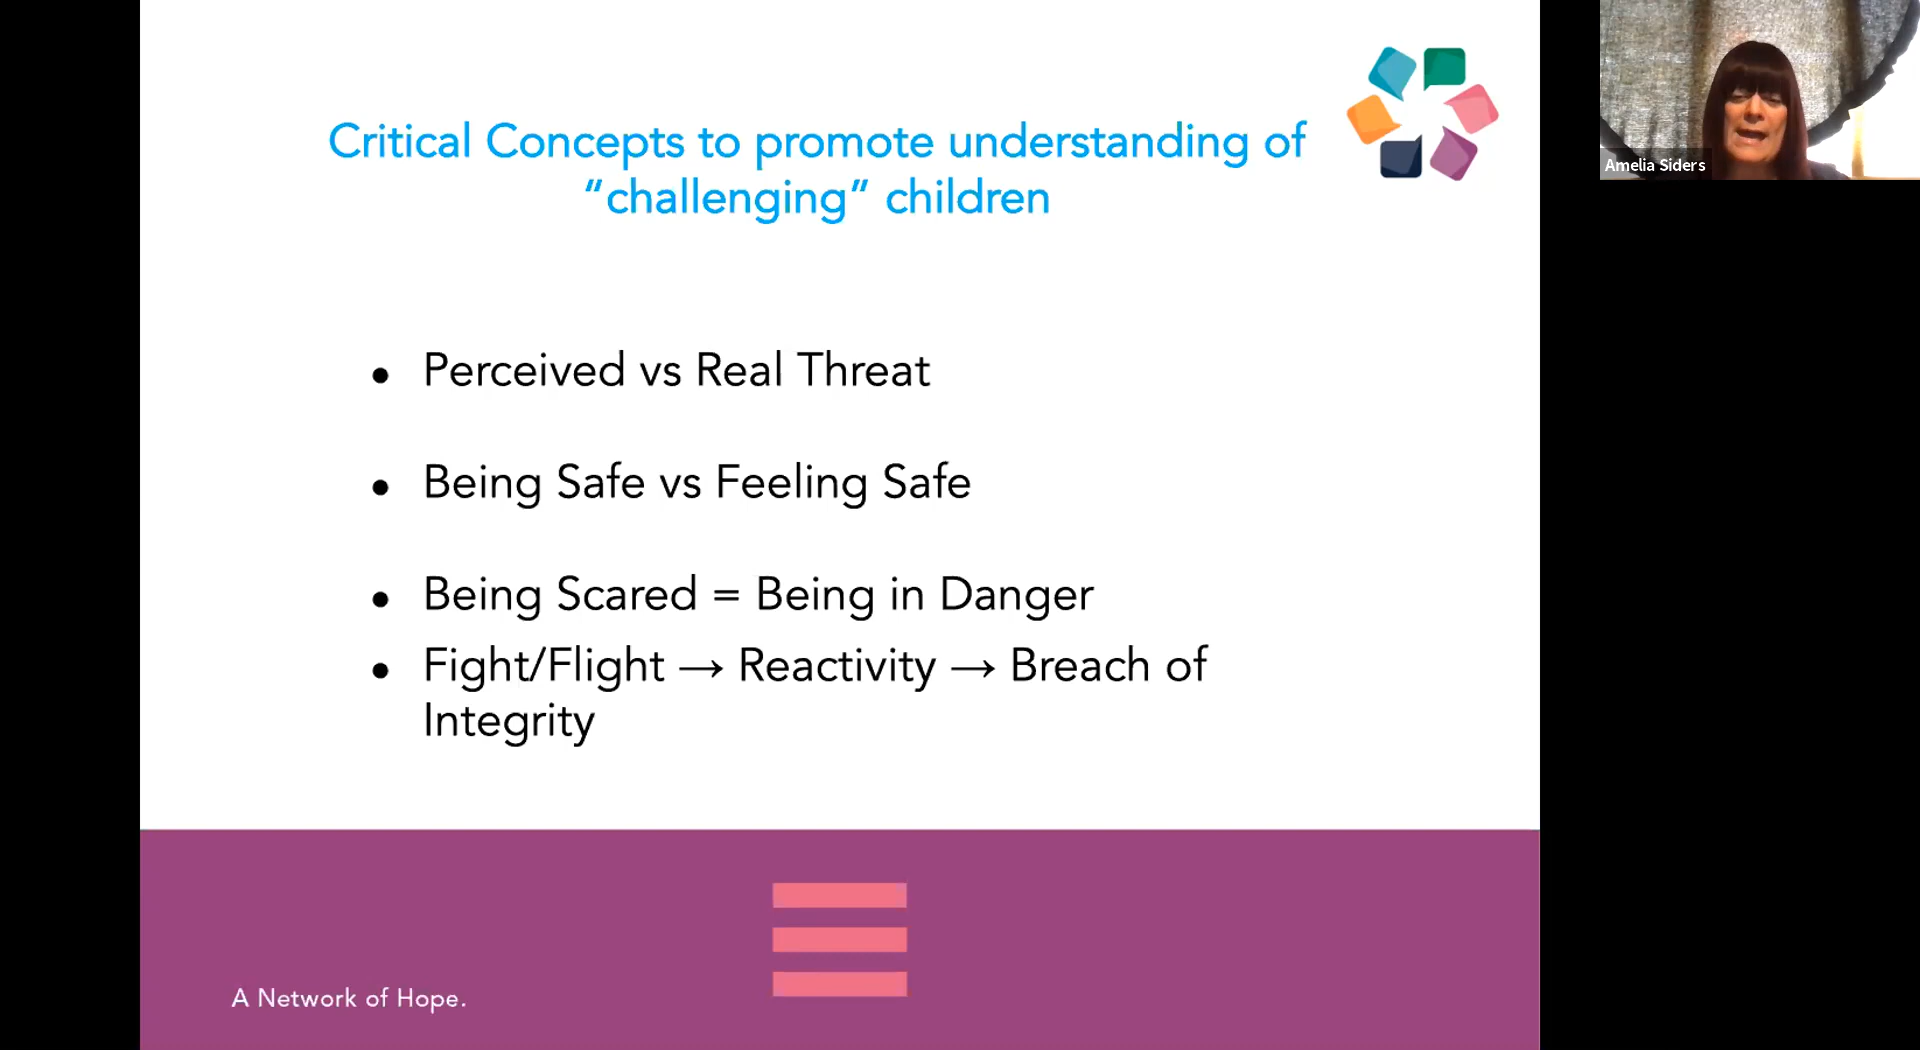 Critical Concepts to promote understanding of
“challenging” children
• Perceived vs Real Threat
• Being Safe vs Feeling Safe
• Being Scared = Being in Danger
• Fight/Flight → Reactivity → Breach of
Integrity
A Network of Hope.
Amelia Siders